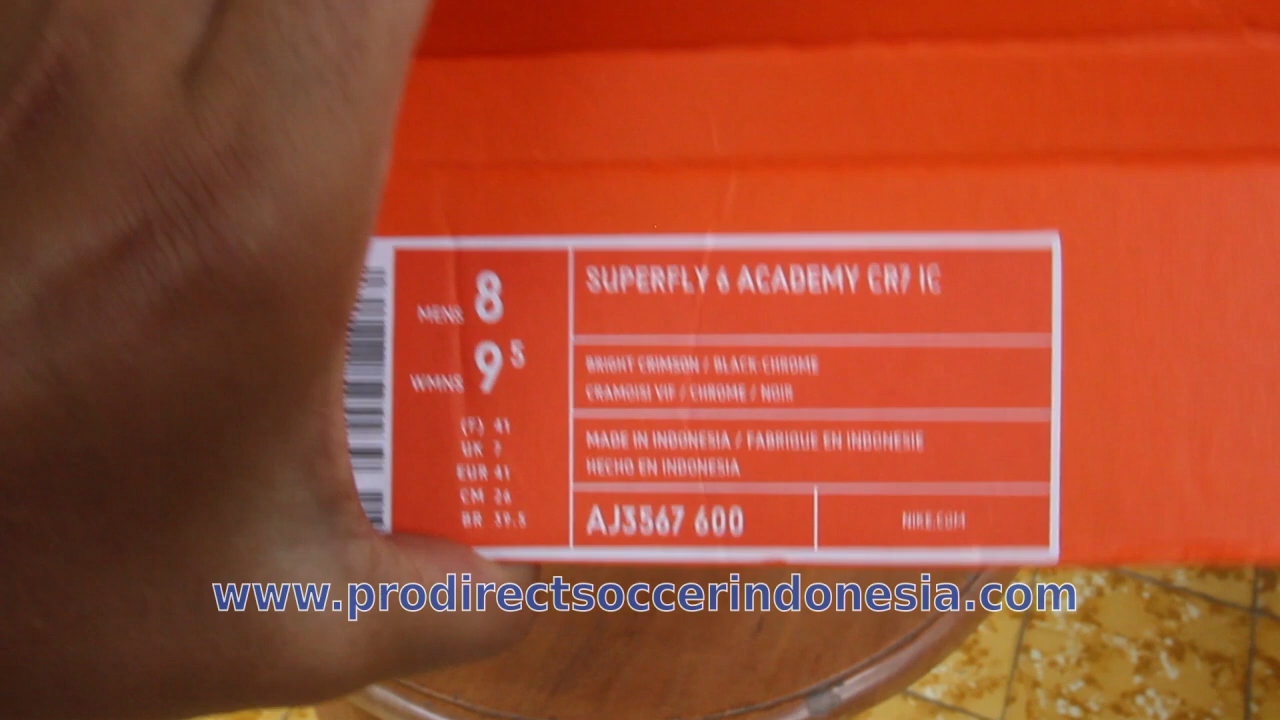 MENS 8
WMNS 9 5
(F) 41
UK 7
EUR 41
CM 26
BR 39.5
SUPERFLY 6 ACADEMY CR7 IC
BRIGHT CRIMSON / BLACK-CHROME
CRAMOISI VIF / CHROME / NOIR
MADE IN INDONESIA / FABRIQUE EN INDONESIE
HECHO EN INDONESIA
AJ3567 600
NIKE.COM
www.prodirectsoccerindonesia.com